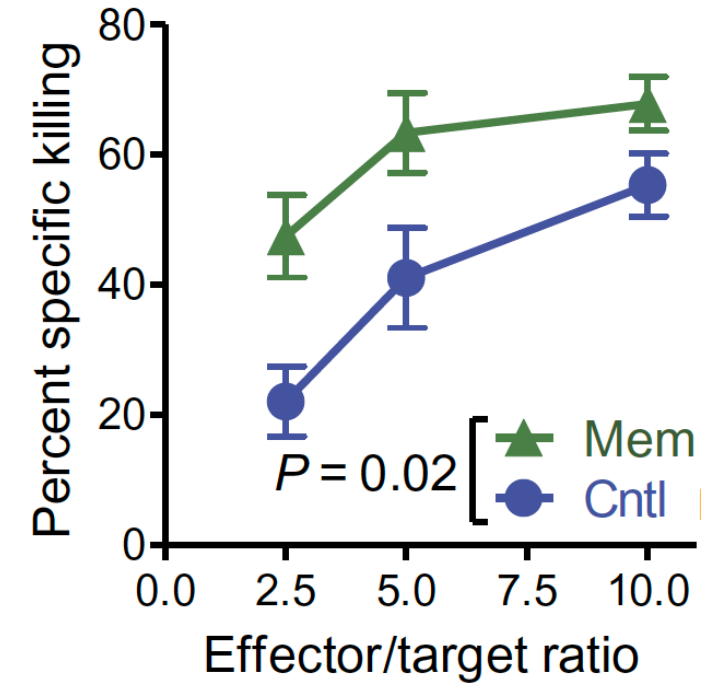 Percent specific killing
80
60
40
20
0
P = 0.02
Mem
Cntl
0.0 2.5 5.0 7.5 10.0
Effector/target ratio